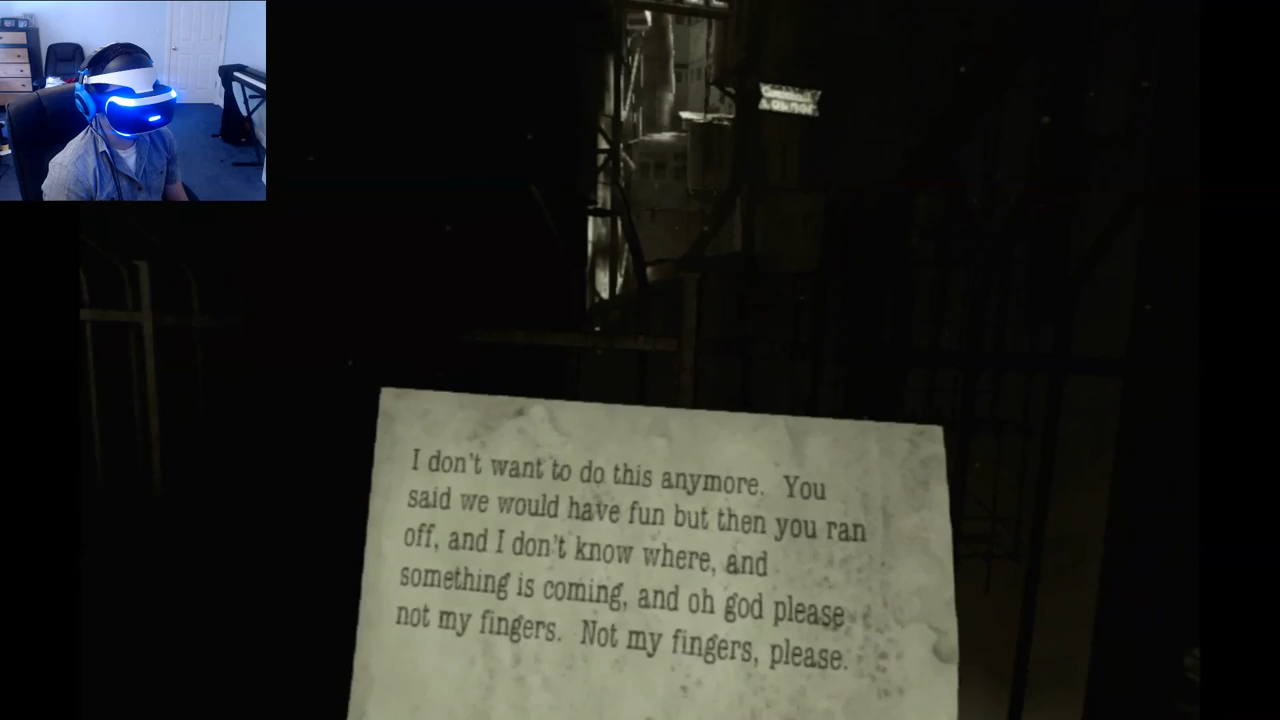 I don't want to do this anymore. You
said we would have fun but then you ran
off, and I don't know where, and
something is coming, and oh god please
not my fingers. Not my fingers, please.